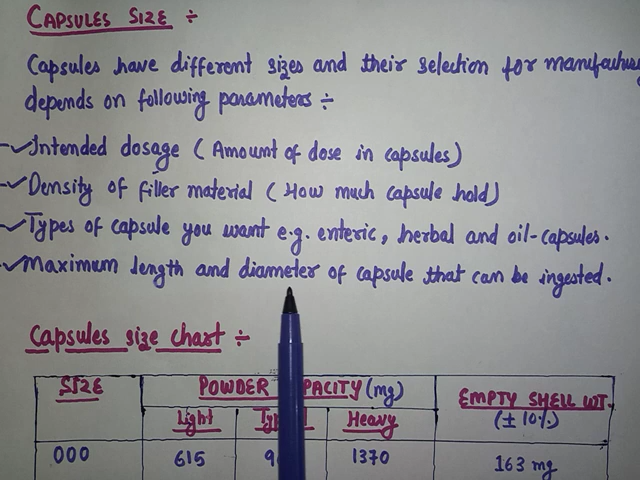 CAPSULES SIZE ÷
Capsules have different sizes and their selection for
depends on following parameters ÷
- ✓ Intended dosage (Amount of dose in capsules)
- ✓ Density of filler material (How much capsule hold)
- ✓ Types of capsule you want e.g. enteric, herbal and oil-capsules.
- ✓ Maximum length and diameter of capsule that can be ingested.
Capsules size chart ÷
SIZE POWDER (mg) EMPTY SHELL WT.
Light Heavy (± 10%)
000 615 1370 163 mg